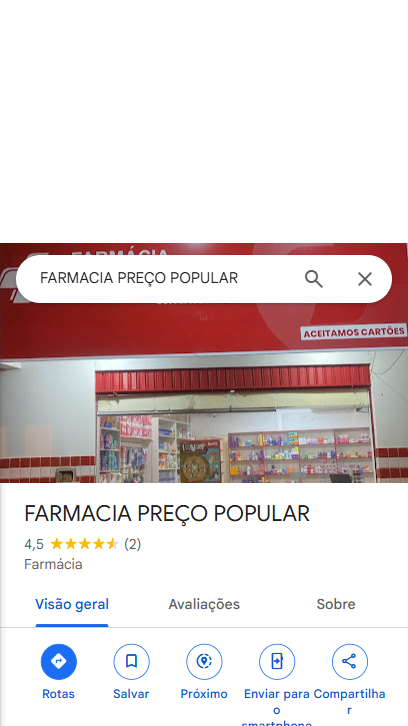 FARMÁCIA
FARMACIA PREÇO POPULAR
ACEITAMOS CARTÕES
FARMACIA PREÇO POPULAR
4,5 (2)
Farmácia
Visão geral Avaliações Sobre
Rotas Salvar Próximo Enviar para o smartphone Compartilhar